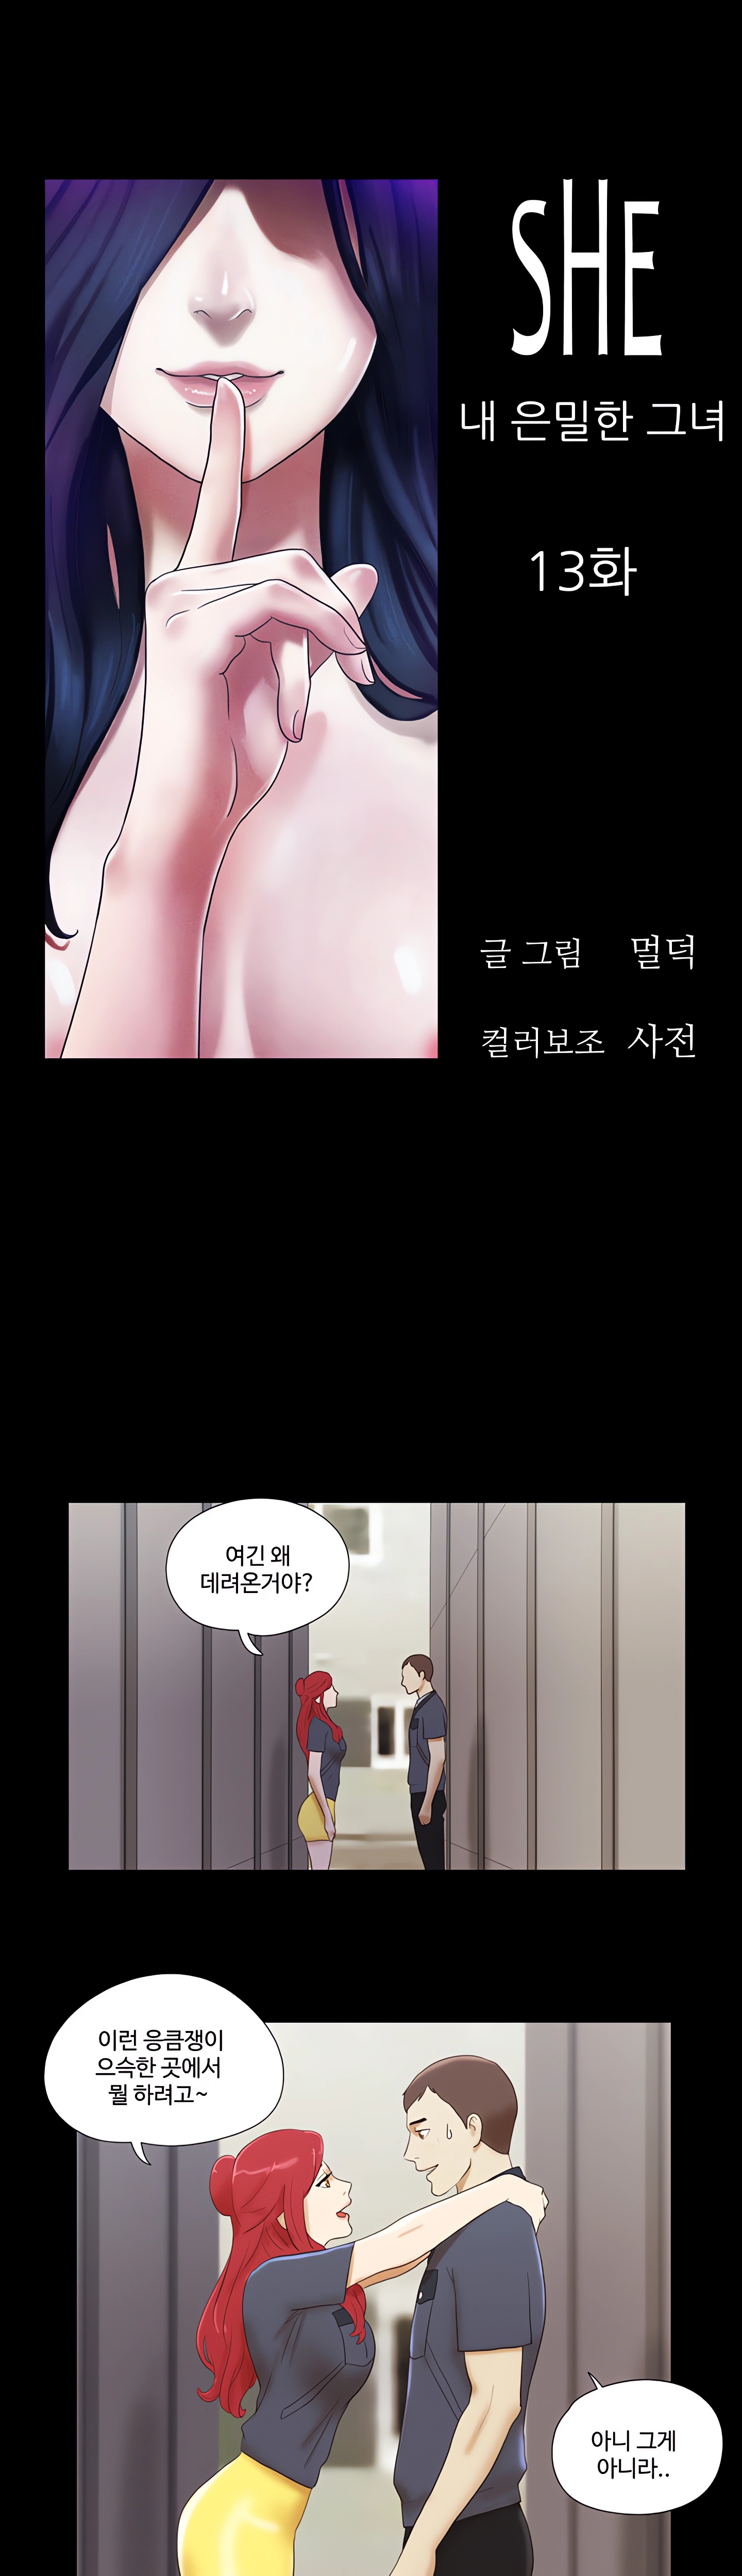 SHE
내 은밀한 그녀
13화
글 그림 멀덕
컬러보조 사전
여긴 왜
데려온거야?
이런 응큼쟁이
으슥한 곳에서
뭘 하려고~
아니 그게
아니라..